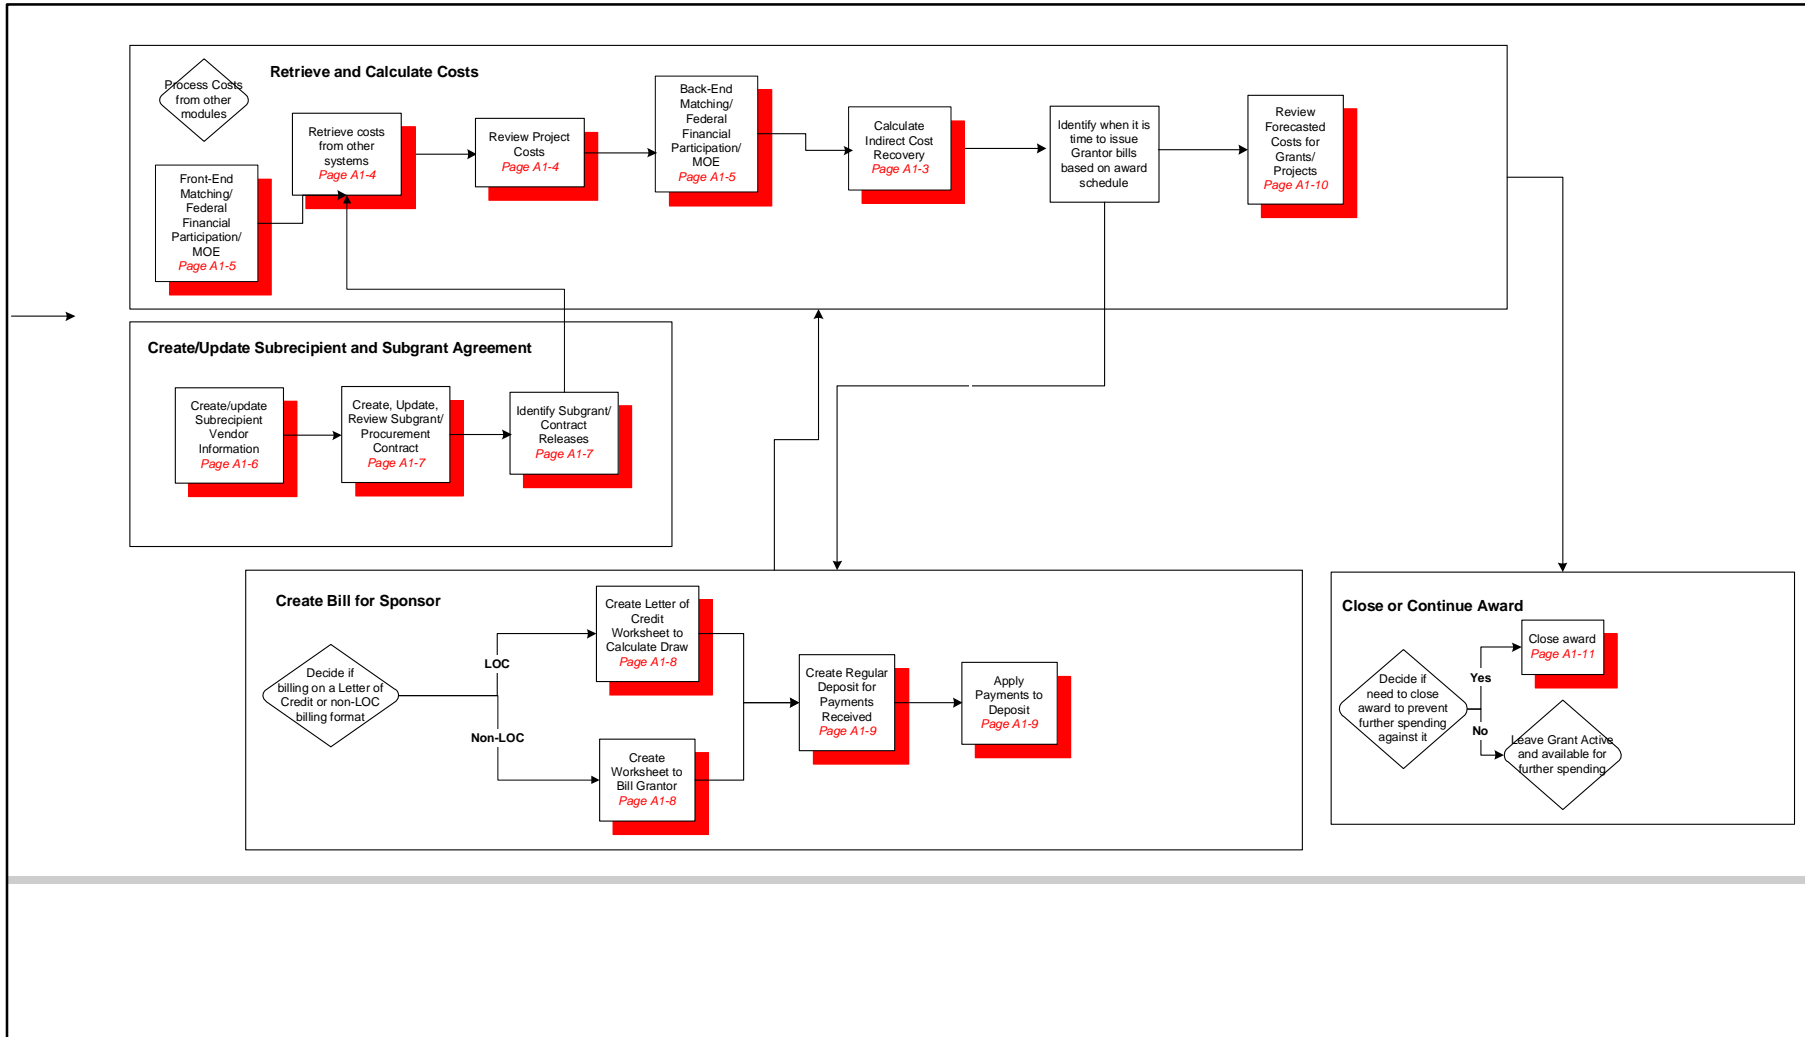 Retrieve and Calculate Costs
Process Costs
from other
modules
Front-End
Matching/
Federal
Financial
Participation/
MOE
Page A1-5
Retrieve costs
from other
systems
Page A1-4
Review Project
Costs
Page A1-4
Back-End
Matching/
Federal
Financial
Participation/
MOE
Page A1-5
Calculate
Indirect Cost
Recovery
Page A1-3
Identify when it is
time to issue
Grantor bills
based on award
schedule
Review
Forecasted
Costs for
Grants/
Projects
Page A1-10
Create/Update Subrecipient and Subgrant Agreement
Create/update
Subrecipient
Vendor
Information
Page A1-6
Create, Update,
Review Subgrant/
Procurement
Contract
Page A1-7
Identify Subgrant/
Contract
Releases
Page A1-7
Create Bill for Sponsor
Decide if
billing on a Letter of
Credit or non-LOC
billing format
LOC
Non-LOC
Create Letter of
Credit
Worksheet to
Calculate Draw
Page A1-8
Create
Worksheet to
Bill Grantor
Page A1-8
Create Regular
Deposit for
Payments
Received
Page A1-9
Apply
Payments to
Deposit
Page A1-9
Close or Continue Award
Decide if
need to close
award to prevent
further spending
against it
Yes
No
Close award
Page A1-11
Leave Grant Active
and available for
further spending